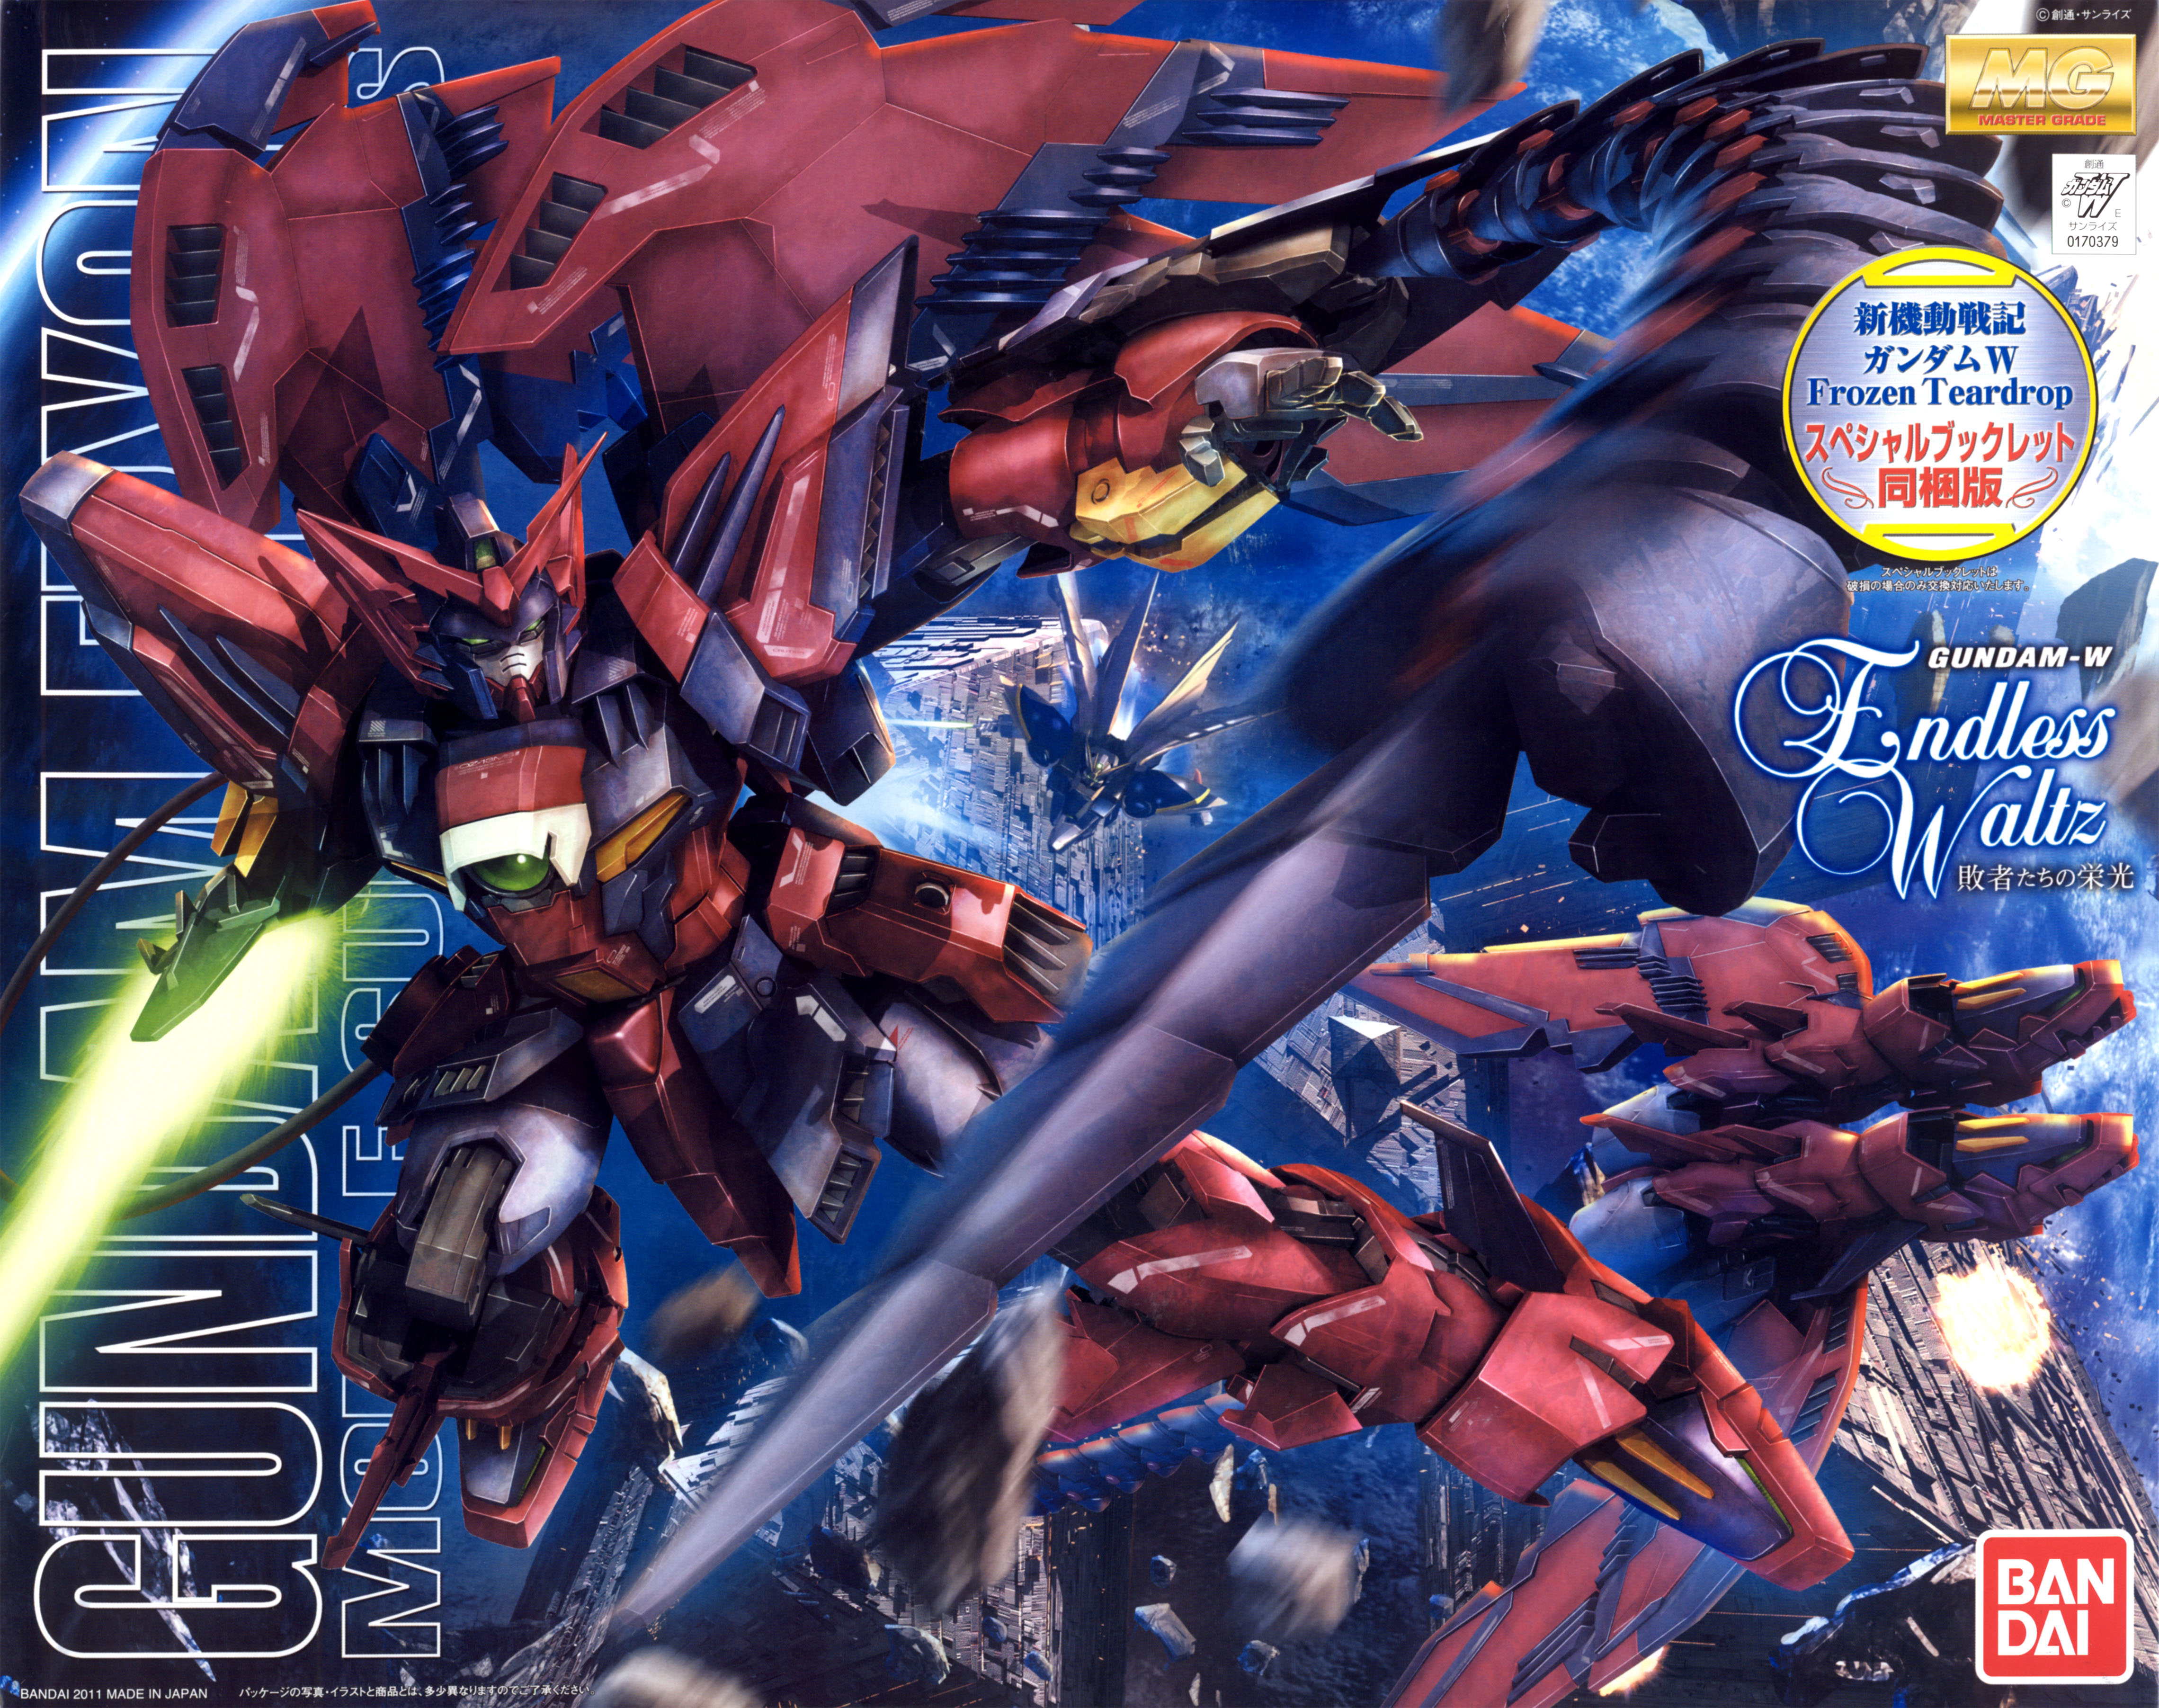 ©創通・サンライズ
MG
MASTER GRADE
創通
ガンダム
W
©
E
サンライズ
0170379
新機動戦記
ガンダムW
Frozen Teardrop
スペシャルブックレット
同梱版
スペシャルブックレットは
破損の場合のみ交換対応いたします。
GUNDAM-W
Endless
Waltz
敗者たちの栄光
GUNDAM
BAN
DAI
BANDAI 2011 MADE IN JAPAN
パッケージの写真・イラストと商品とは、多少異なりますのでご了承ください。